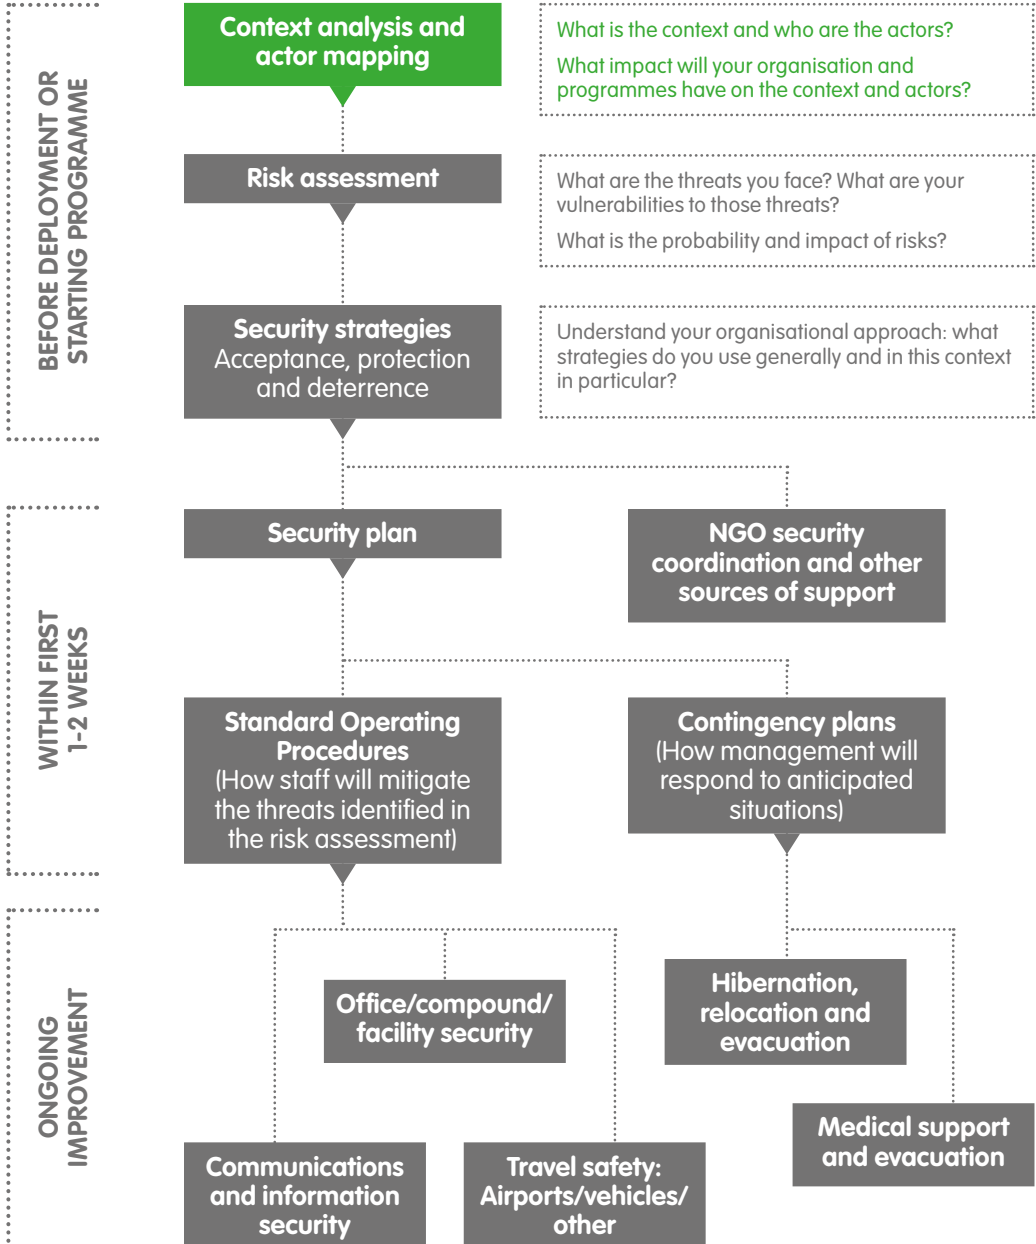 BEFORE DEPLOYMENT OR
STARTING PROGRAMME
Context analysis and
actor mapping
What is the context and who are the actors?
What impact will your organisation and
programmes have on the context and actors?
Risk assessment
What are the threats you face? What are your
vulnerabilities to those threats?
What is the probability and impact of risks?
Security strategies
Acceptance, protection
and deterrence
Understand your organisational approach: what
strategies do you use generally and in this context
in particular?
WITHIN FIRST
1-2 WEEKS
Security plan
NGO security
coordination and other
sources of support
Standard Operating
Procedures
(How staff will mitigate
the threats identified in
the risk assessment)
Contingency plans
(How management will
respond to anticipated
situations)
ONGOING
IMPROVEMENT
Office/compound/
facility security
Hibernation,
relocation and
evacuation
Communications
and information
security
Travel safety:
Airports/vehicles/
other
Medical support
and evacuation